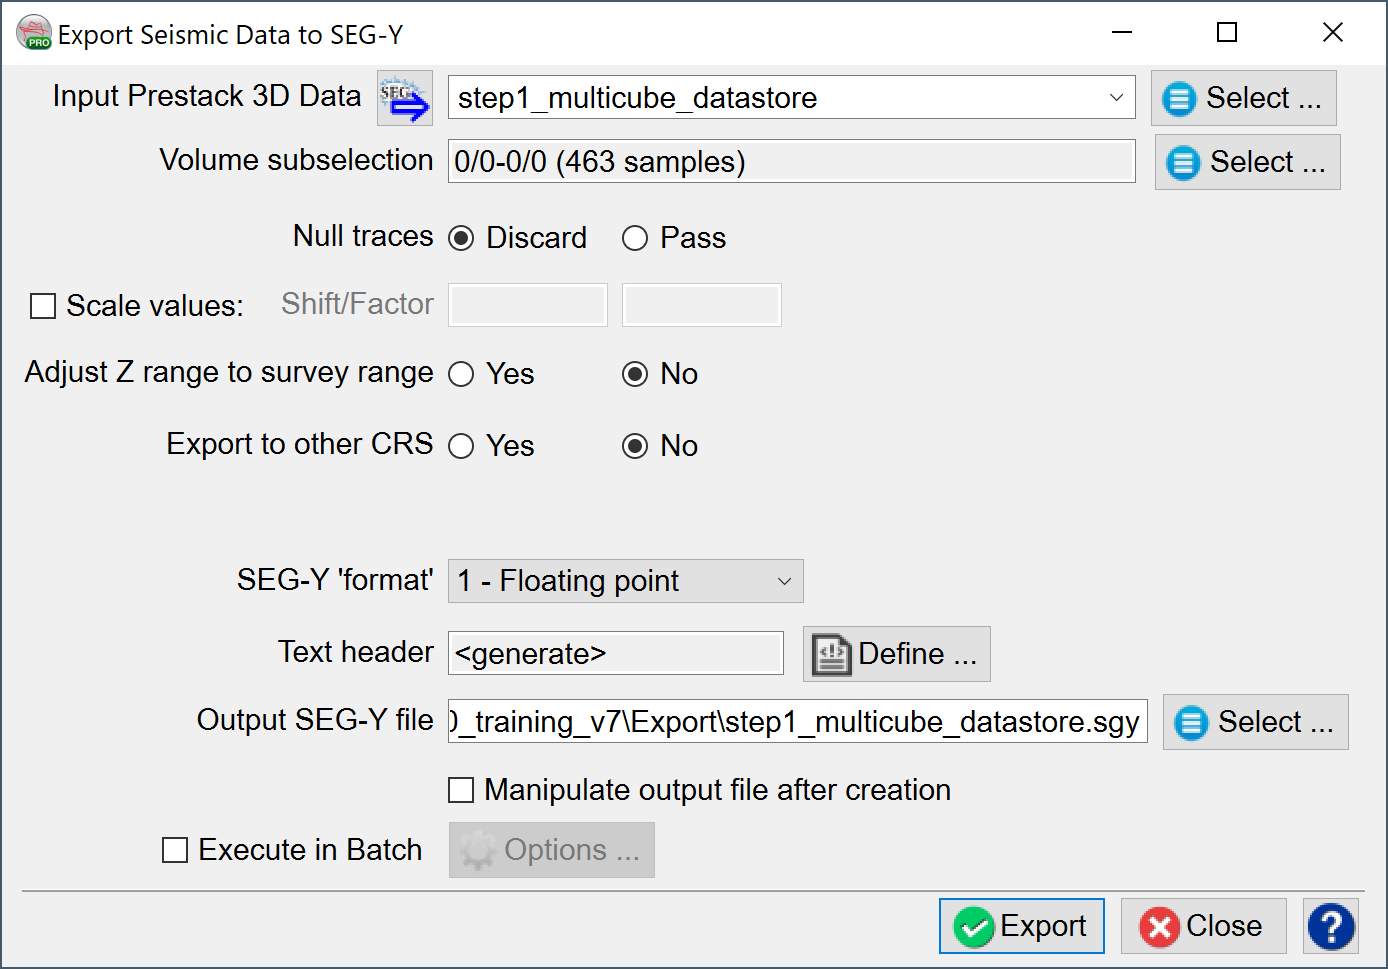 PRO Export Seismic Data to SEG-Y
Input Prestack 3D Data SEG step1_multicube_datastore Select ...
Volume subselection 0/0-0/0 (463 samples) Select ...
Null traces Discard Pass
Scale values: Shift/Factor
Adjust Z range to survey range Yes No
Export to other CRS Yes No
SEG-Y 'format' 1 - Floating point
Text header <generate> Define ...
Output SEG-Y file _training_v7\Export\step1_multicube_datastore.sgy Select ...
Manipulate output file after creation
Execute in Batch Options ...
Export Close ?